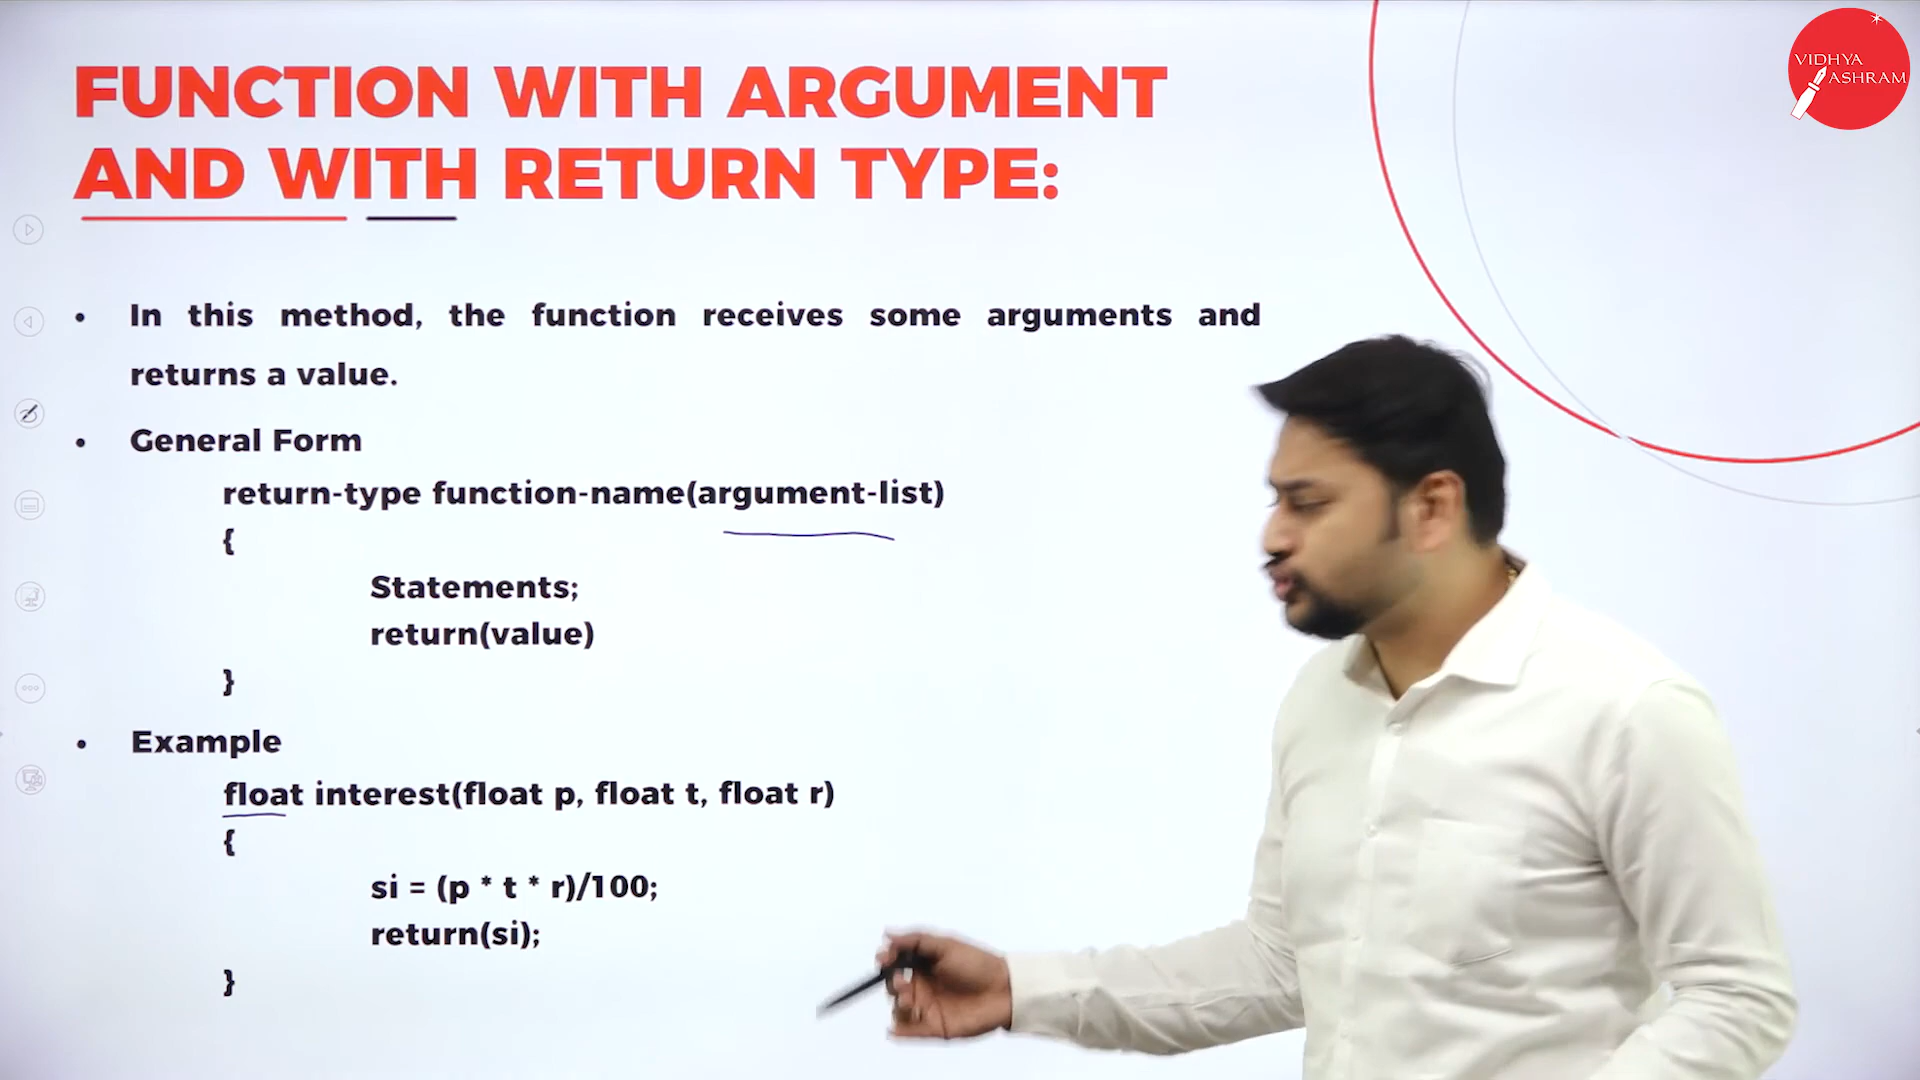 VIDHYA
ASHRAM
FUNCTION WITH ARGUMENT
AND WITH RETURN TYPE:
• In this method, the function receives some arguments and
returns a value.
• General Form
return-type function-name(argument-list)
{
Statements;
return(value)
}
• Example
float interest(float p, float t, float r)
{
si = (p * t * r)/100;
return(si);
}